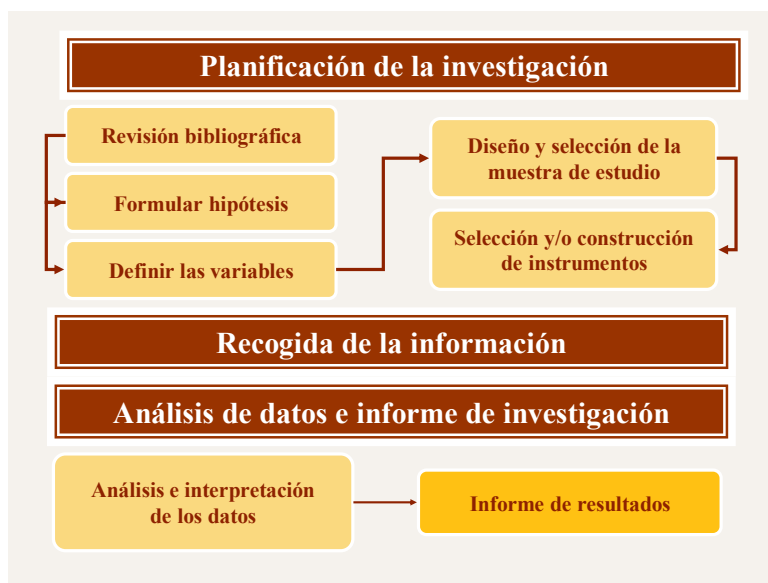 Planificación de la investigación
Revisión bibliográfica
Formular hipótesis
Definir las variables
Diseño y selección de la
muestra de estudio
Selección y/o construcción
de instrumentos
Recogida de la información
Análisis de datos e informe de investigación
Análisis e interpretación
de los datos
Informe de resultados